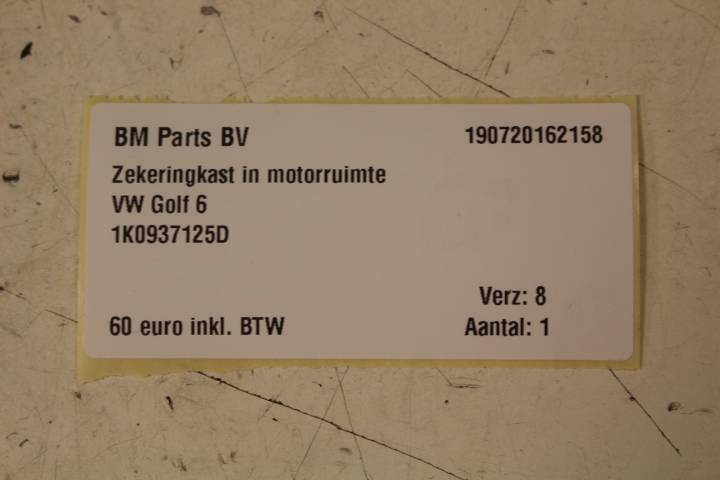 BM Parts BV 190720162158
Zekeringkast in motorruimte
VW Golf 6
1K0937125D
Verz: 8
60 euro inkl. BTW Aantal: 1